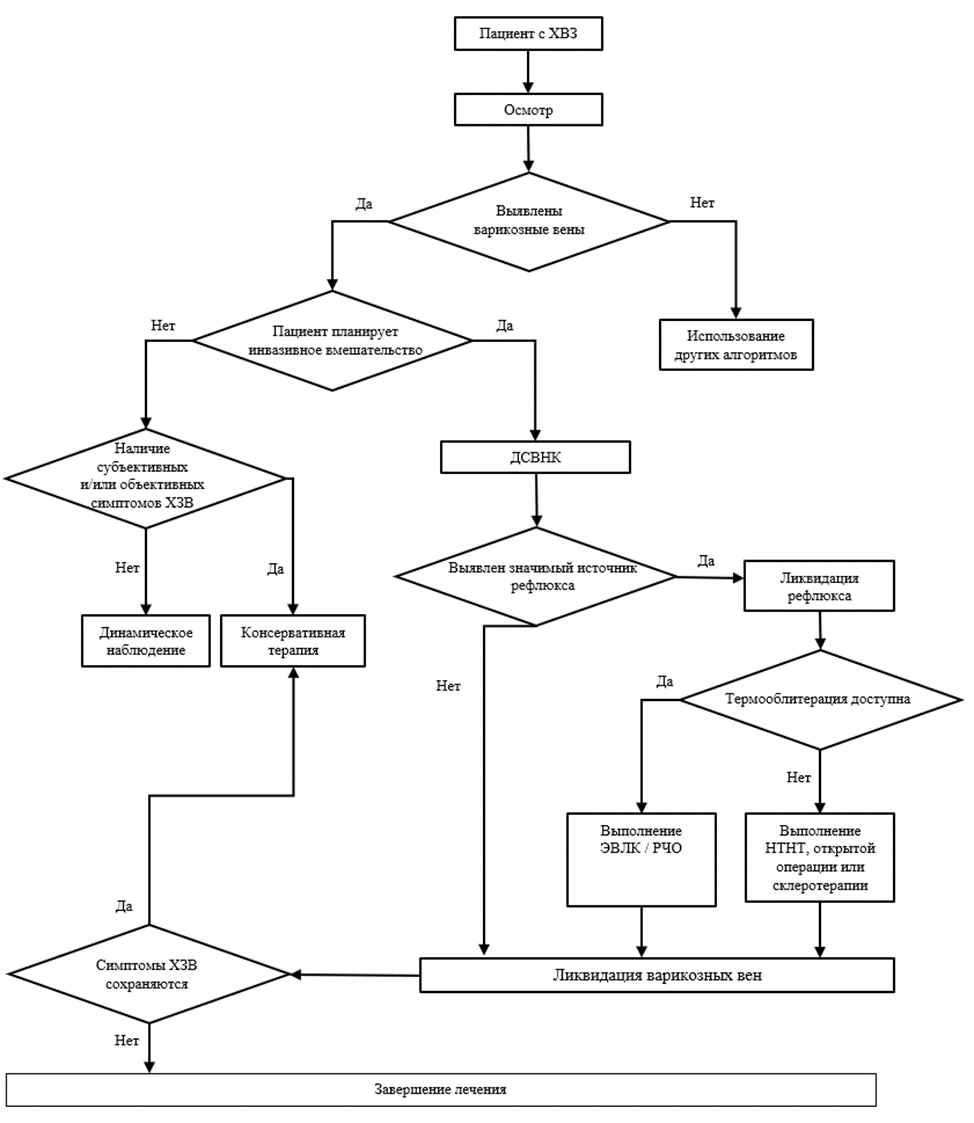 Пациент с ХВЗ
Осмотр
Выявлены
варикозные вены
Да
Нет
Пациент планирует
инвазивное вмешательство
Нет
Да
Использование
других алгоритмов
Наличие
субъективных
и/или объективных
симптомов ХЗВ
ДСВНК
Нет
Да
Выявлен значимый источник
рефлюкса
Да
Нет
Ликвидация
рефлюкса
Динамическое
наблюдение
Консервативная
терапия
Термооблитерация доступна
Да
Нет
Выполнение
ЭВЛК / РЧО
Выполнение
НТНТ, открытой
операции или
склеротерапии
Ликвидация варикозных вен
Да
Симптомы ХЗВ
сохраняются
Нет
Завершение лечения